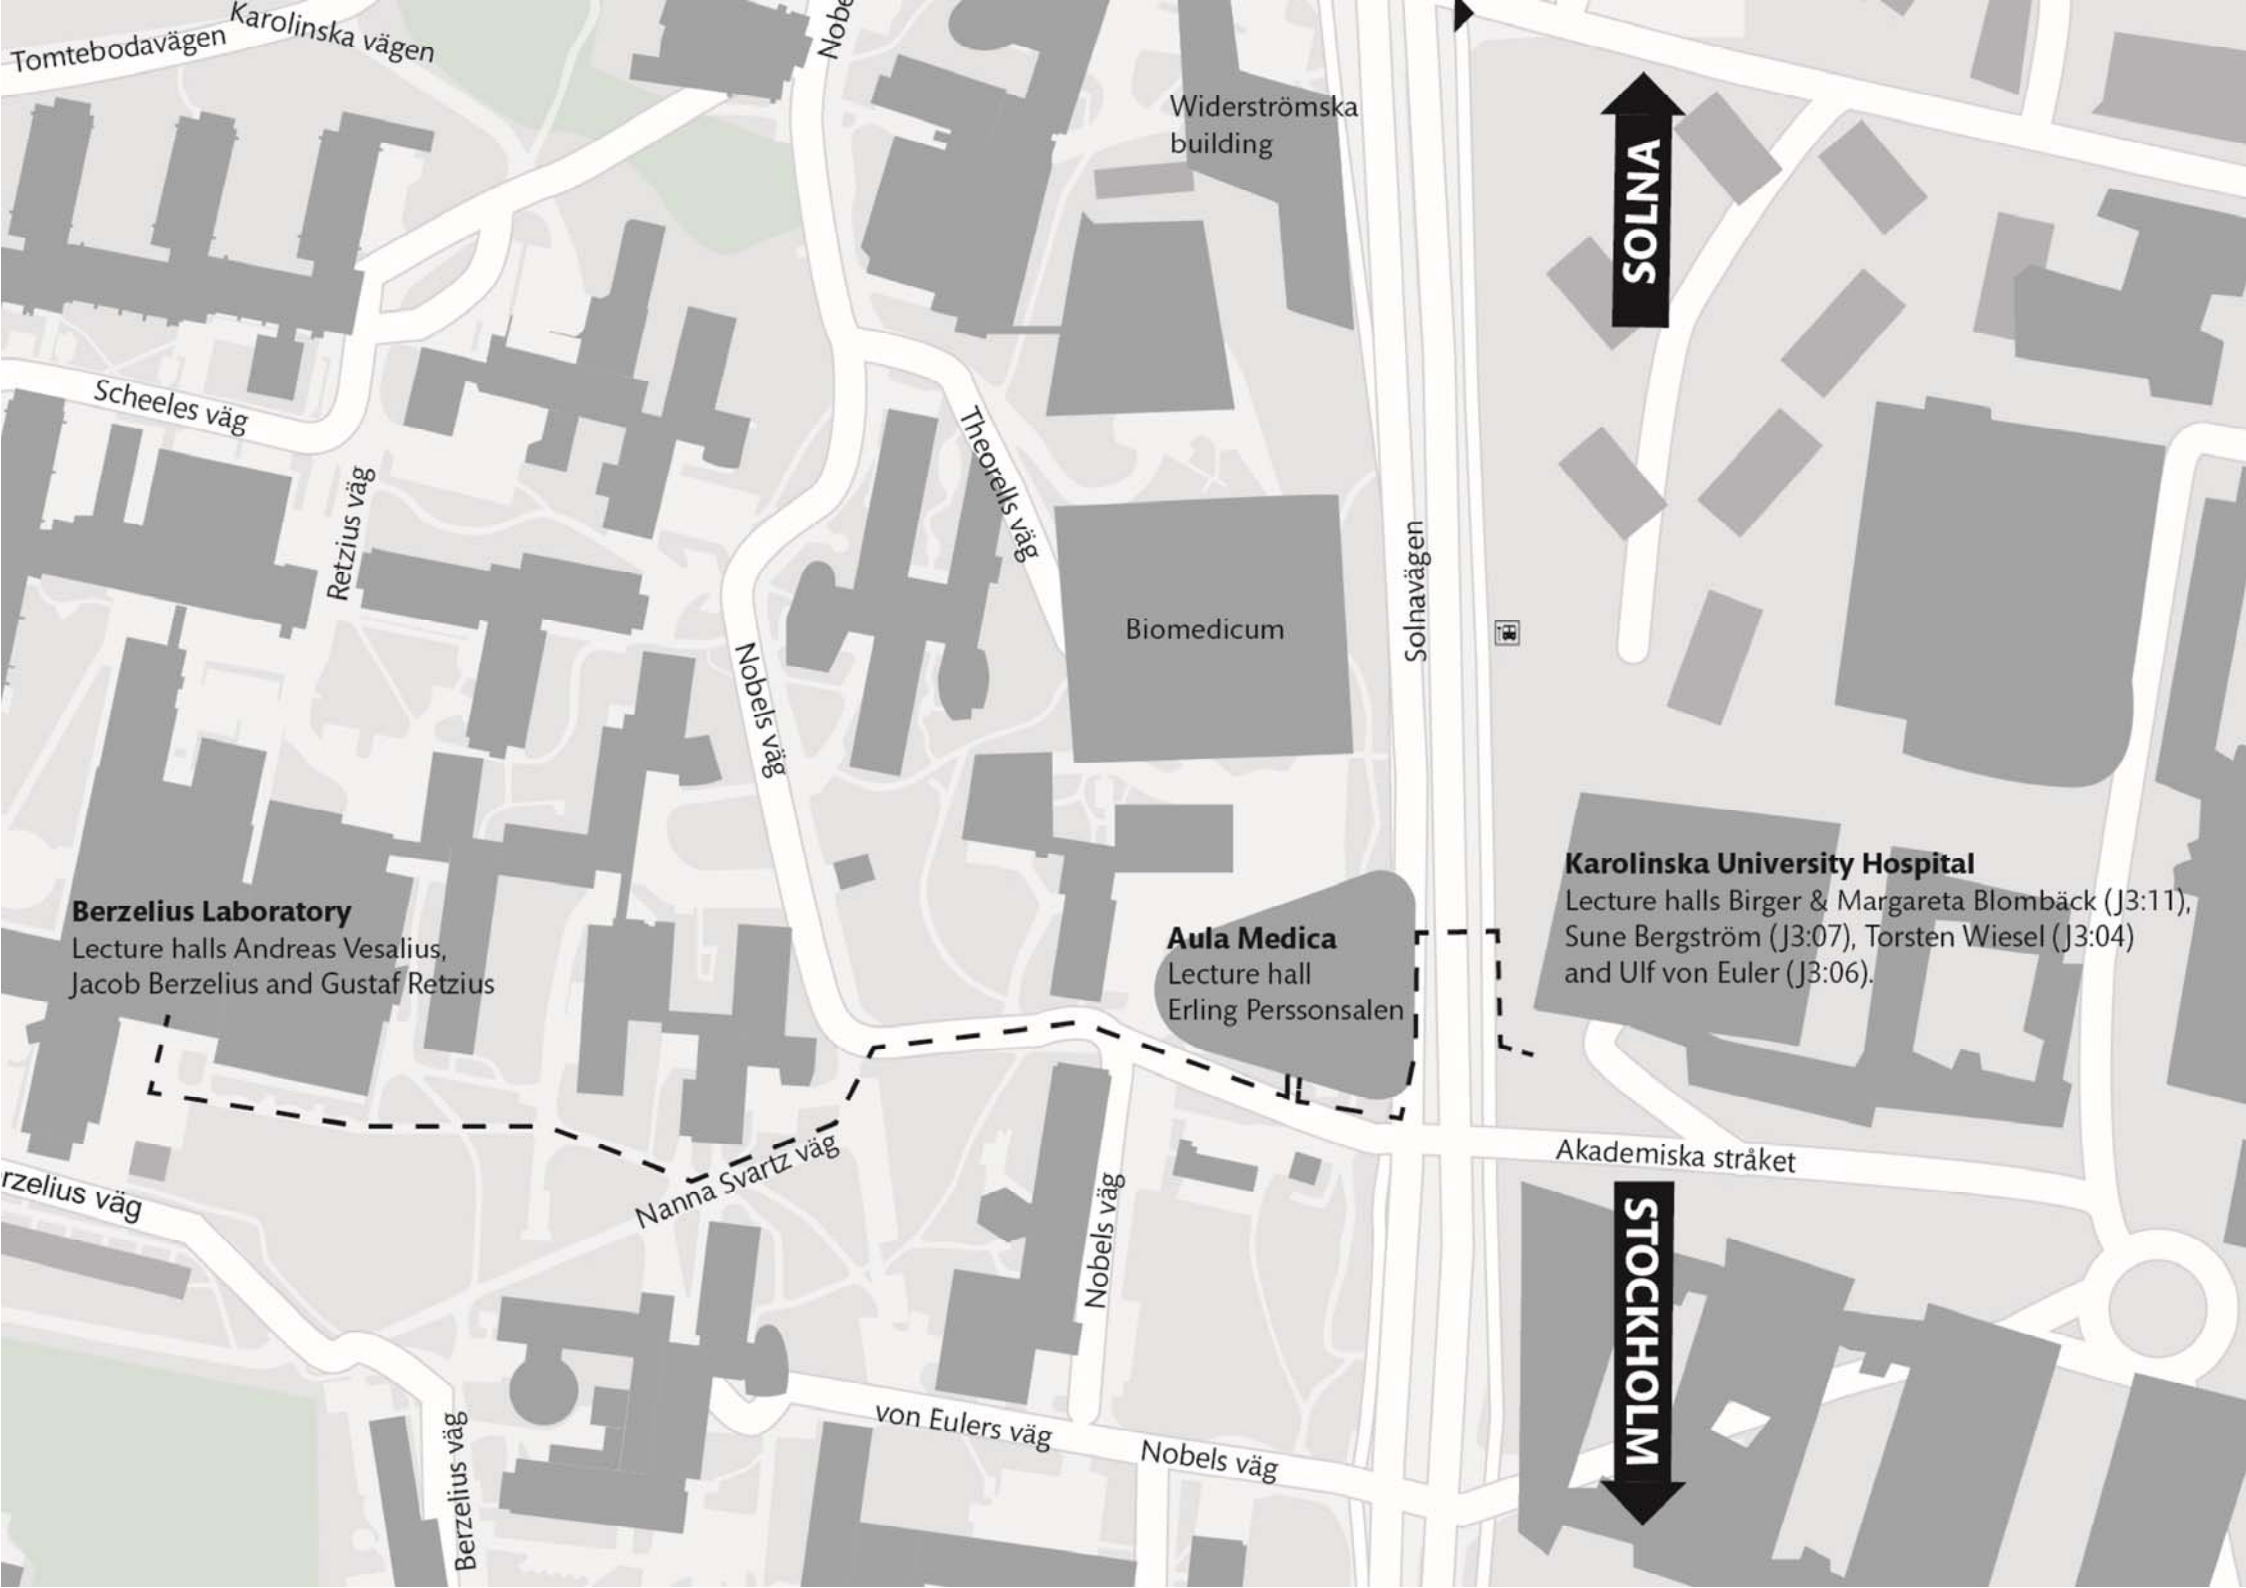 Karolinska vägen
Tomtebodavägen
Nobe
Widerströmska
building
SOLNA
Scheeles väg
Theorells väg
Retzius väg
Solnavägen
Biomedicum
Nobels väg
Karolinska University Hospital
Lecture halls Birger & Margareta Blombäck (J3:11),
Sune Bergström (J3:07), Torsten Wiesel (J3:04)
and Ulf von Euler (J3:06).
Berzelius Laboratory
Lecture halls Andreas Vesalius,
Jacob Berzelius and Gustaf Retzius
Aula Medica
Lecture hall
Erling Perssonsalen
Akademiska stråket
Nanna Svartz väg
rzelius väg
Nobels väg
STOCKHOLM
von Eulers väg
Nobels väg
Berzelius väg